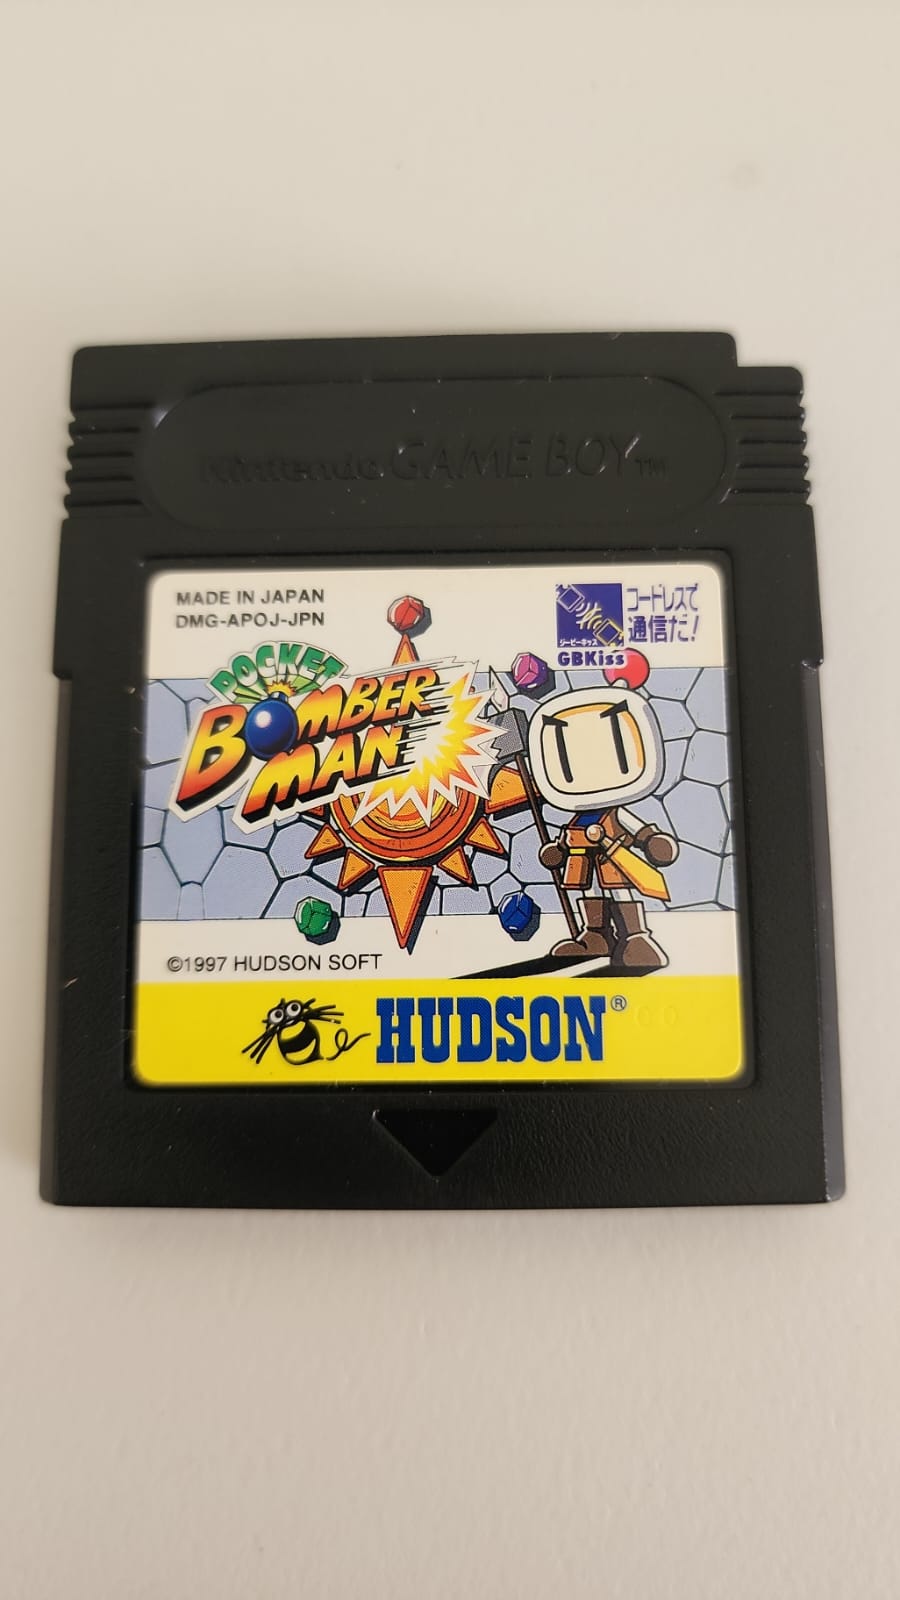 Nintendo GAME BOY™
MADE IN JAPAN
DMG-APOJ-JPN
コードレスで
通信だ!
ジーピーキッス
GBKiss
POCKET
BOMBER
MAN
©1997 HUDSON SOFT
HUDSON®